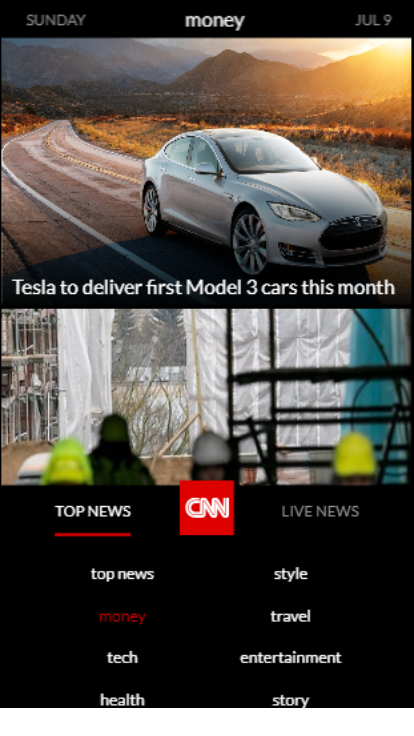 SUNDAY money JUL 9
Tesla to deliver first Model 3 cars this month
TOP NEWS CNN LIVE NEWS
top news style
money travel
tech entertainment
health story